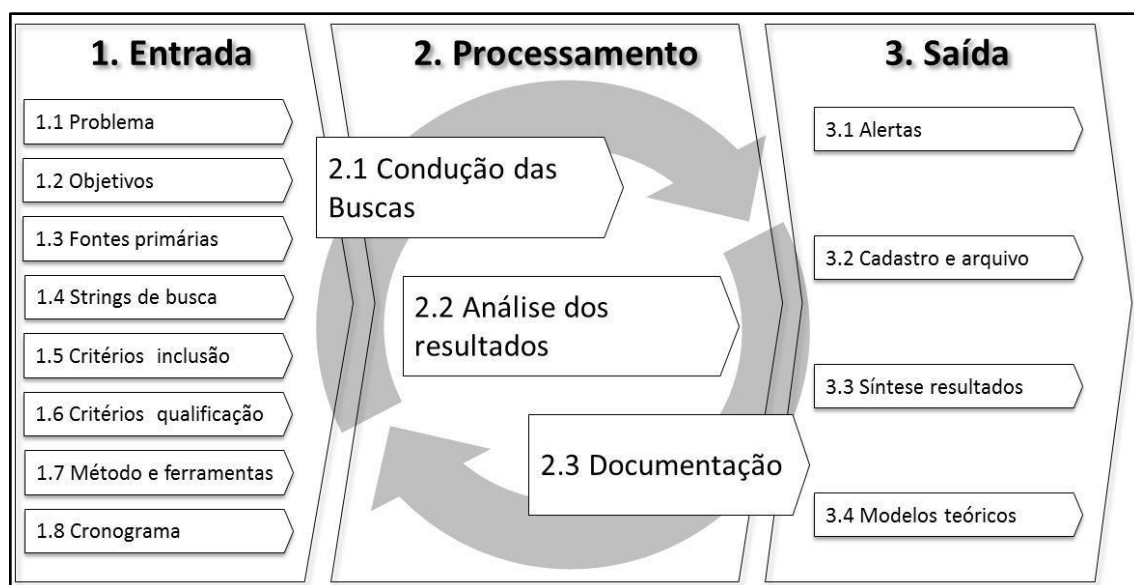 1. Entrada
1.1 Problema
1.2 Objetivos
1.3 Fontes primárias
1.4 Strings de busca
1.5 Critérios inclusão
1.6 Critérios qualificação
1.7 Método e ferramentas
1.8 Cronograma
2. Processamento
2.1 Condução das
Buscas
2.2 Análise dos
resultados
2.3 Documentação
3. Saída
3.1 Alertas
3.2 Cadastro e arquivo
3.3 Síntese resultados
3.4 Modelos teóricos